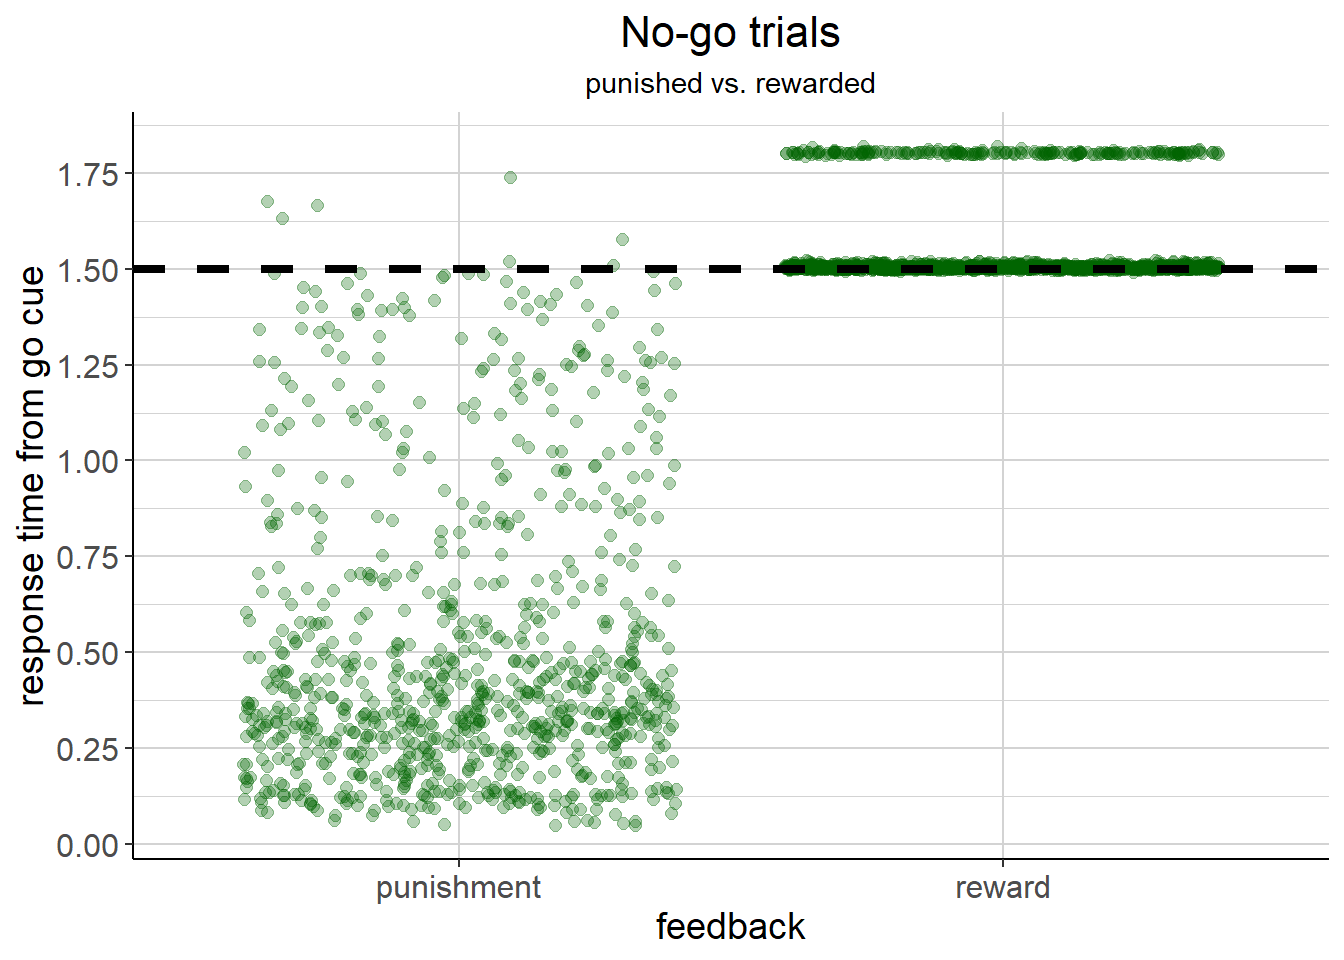 No-go trials
punished vs. rewarded
response time from go cue
1.75
1.50
1.25
1.00
0.75
0.50
0.25
0.00
punishment reward
feedback